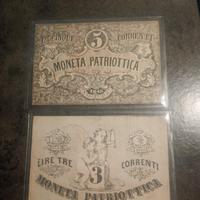 LIRE CINQUE 5 CORRENTI
MONETA PATRIOTTICA
LIRE TRE CORRENTI
3
MONETA PATRIOTTICA